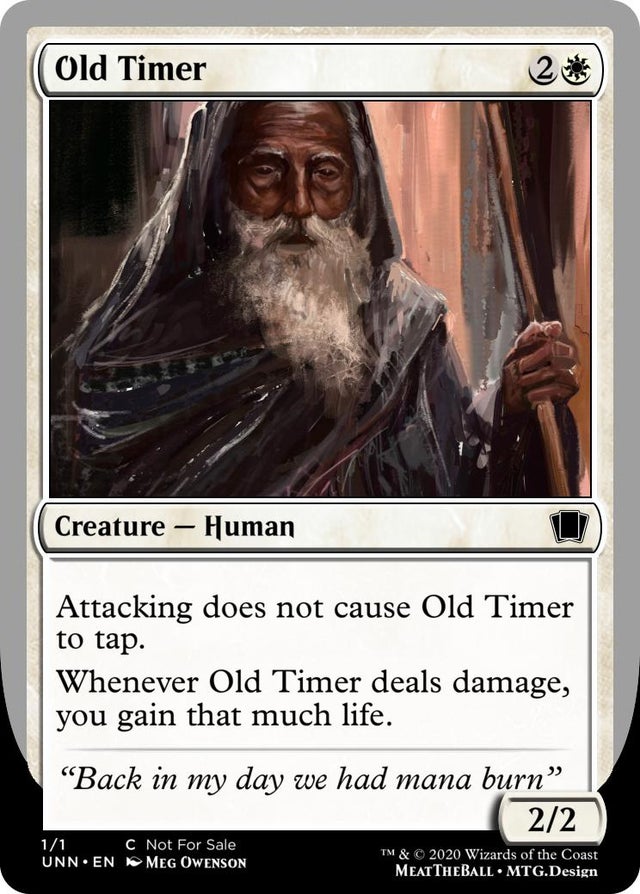 Old Timer 2
Creature — Human
Attacking does not cause Old Timer
to tap.
Whenever Old Timer deals damage,
you gain that much life.
“Back in my day we had mana burn”
2/2
1/1 C Not For Sale
UNN • EN Meg Owenson
™ & © 2020 Wizards of the Coast
MeatTheBall • MTG.Design